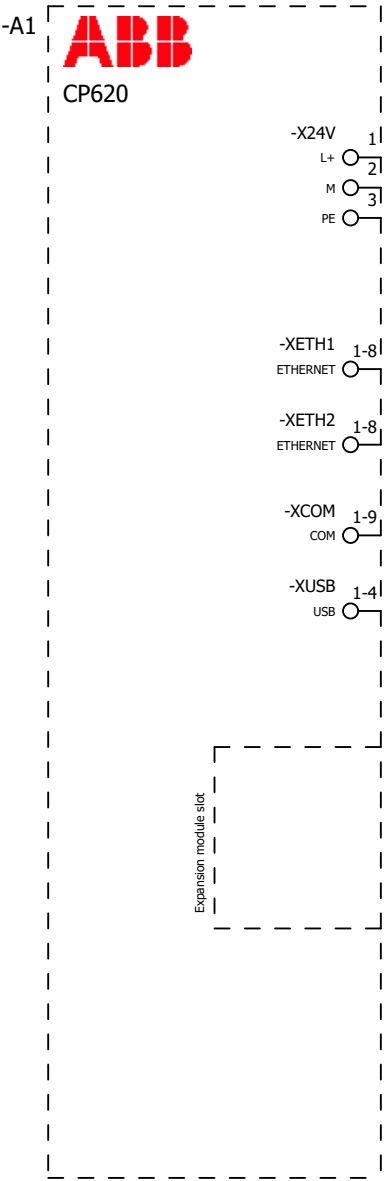 -A1
ABB
CP620
-X24V
1
L+
2
M
3
PE
-XETH1
1-8
ETHERNET
-XETH2
1-8
ETHERNET
-XCOM
1-9
COM
-XUSB
1-4
USB
Expansion module slot